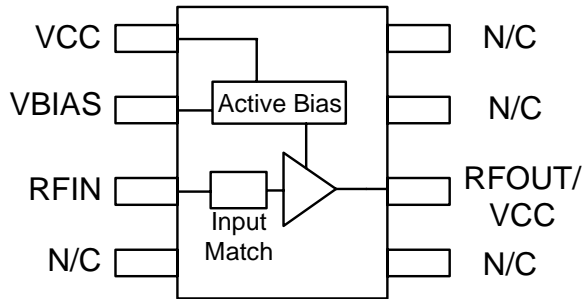 VCC
N/C
VBIAS
Active Bias
N/C
RFIN
RFOUT/
VCC
Input
Match
N/C
N/C